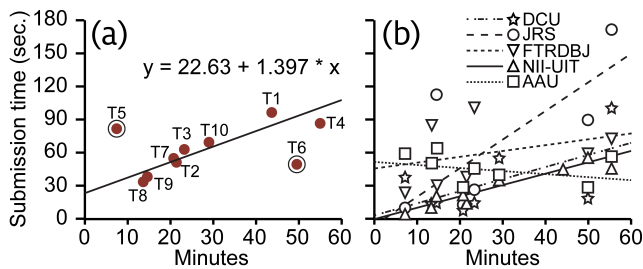 Submission time (sec.)
180
150
120
90
60
30
0
(a)
y = 22.63 + 1.397 * x
T5
T1
T4
T3
T10
T7
T2
T6
T9
T8
0 10 20 30 40 50 60
Minutes
(b)
DCU
JRS
FTRDBJ
NII-UIT
AAU
0 10 20 30 40 50 60
Minutes